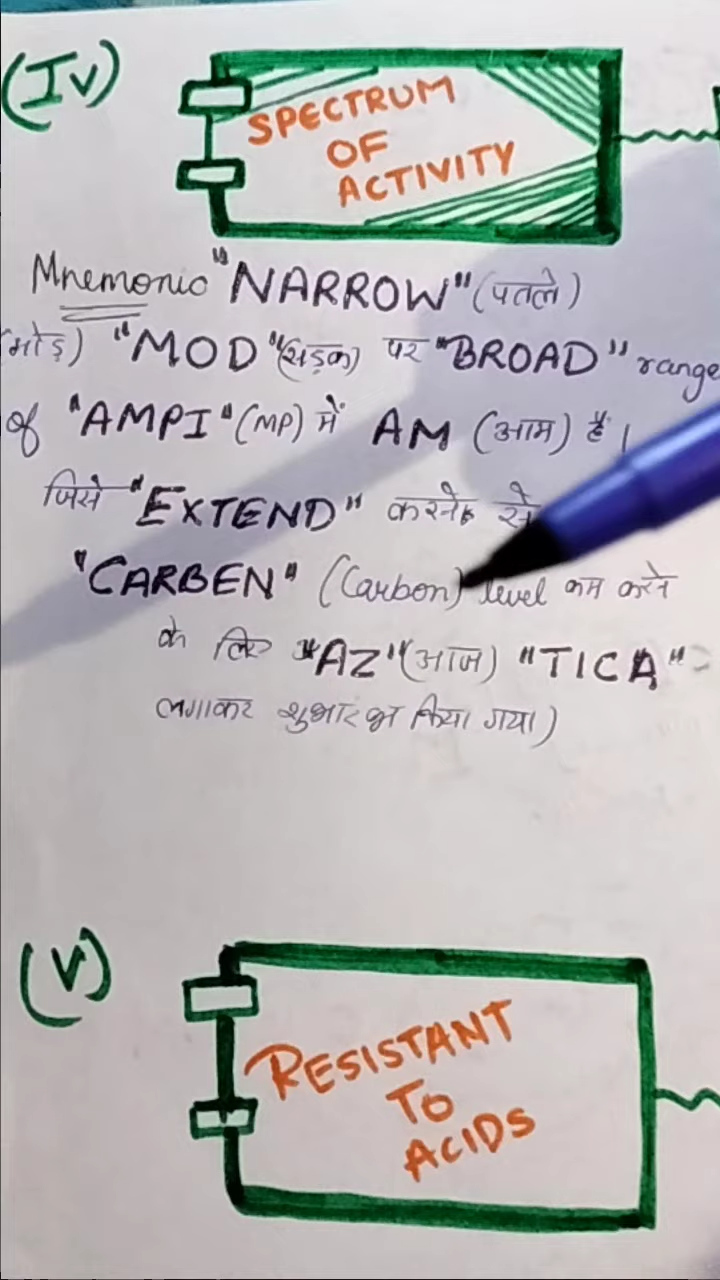 (IV)
SPECTRUM
OF
ACTIVITY
Mnemonic "NARROW" (पतले)
(मोड़) "MOD" (सड़क) पर "BROAD" range
of "AMPI" (MP) में AM (आम) है।
जिसे "EXTEND" करने से
"CARBEN" (Carbon) level कम करने
के लिए "AZ" (आज) "TICA"
लगाकर शुभारंभ किया गया)
(V)
RESISTANT
TO
ACIDS